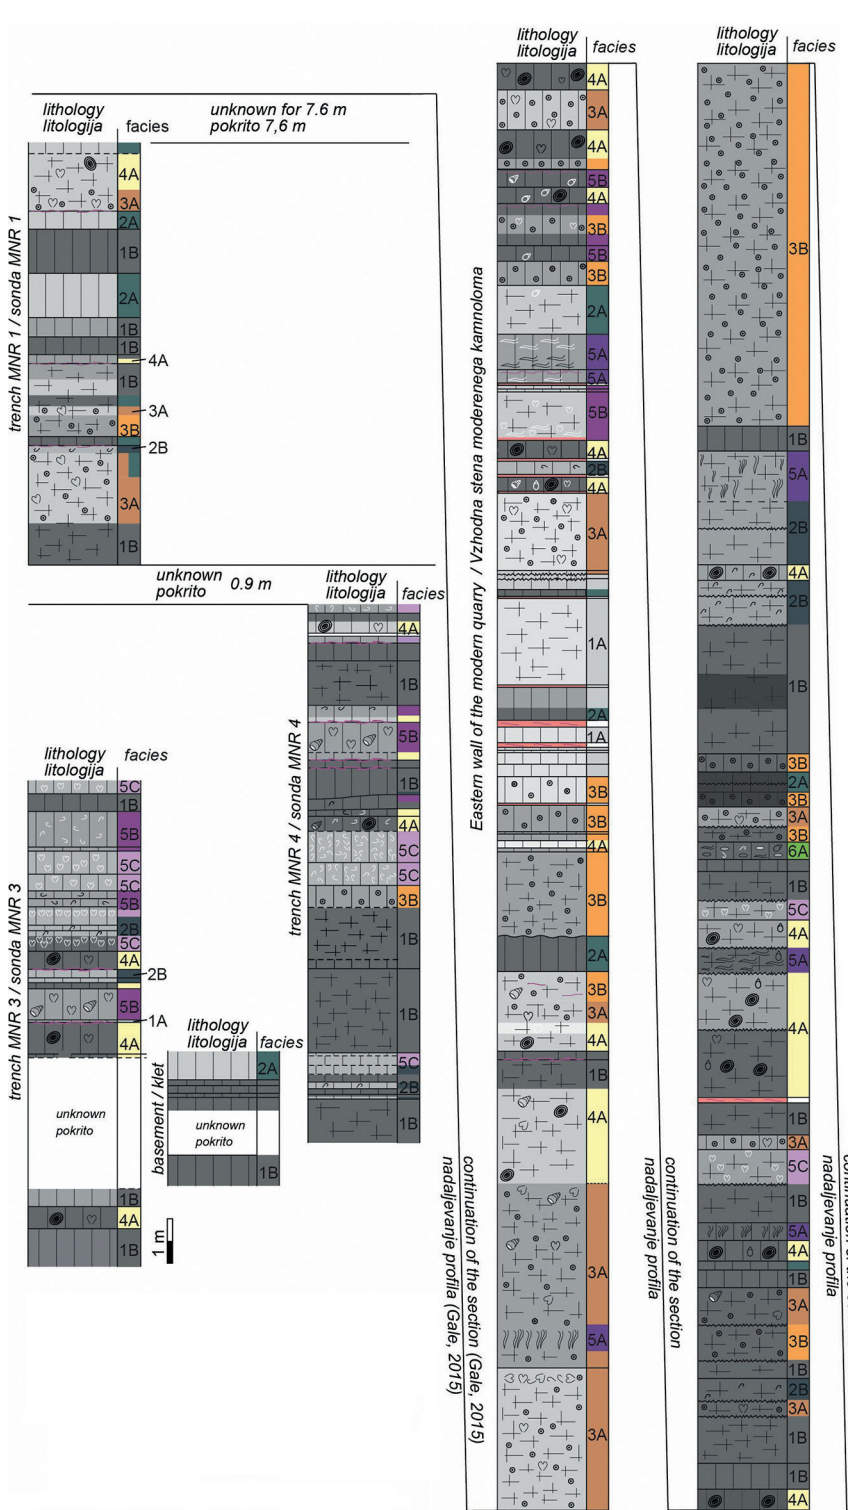 lithology
litologija
facies
unknown for 7.6 m
pokrito 7,6 m
trench MNR 1 / sonda MNR 1
4A
3A
2A
1B
2A
1B
1B
4A
1B
3A
3B
2B
3A
1B
unknown
pokrito
0.9 m
lithology
litologija
facies
trench MNR 4 / sonda MNR 4
4A
1B
5B
1B
4A
5C
5C
3B
1B
1B
5C
2B
1B
lithology
litologija
facies
trench MNR 3 / sonda MNR 3
5C
1B
5B
5C
5C
5B
2B
5C
4A
2B
5B
1A
4A
unknown
pokrito
1B
4A
1B
1 m
lithology
litologija
facies
basement / klet
2A
unknown
pokrito
1B
continuation of the section (Gale, 2015)
nadaljevanje profila (Gale, 2015)
lithology
litologija
facies
Eastern wall of the modern quarry / Vzhodna stena moderenega kamnoloma
4A
3A
4A
5B
4A
3B
5B
3B
2A
5A
5A
5B
4A
2B
4A
3A
1A
2A
1A
3B
3B
4A
3B
2A
3B
3A
4A
1B
4A
3A
5A
3A
continuation of the section
nadaljevanje profila
lithology
litologija
facies
3B
1B
5A
2B
4A
2B
1B
3B
2A
3B
3A
3B
6A
1B
5C
4A
5A
4A
1B
3A
5C
1B
5A
4A
1B
3A
3B
1B
2B
3A
1B
1B
4A
nadaljevanje profila